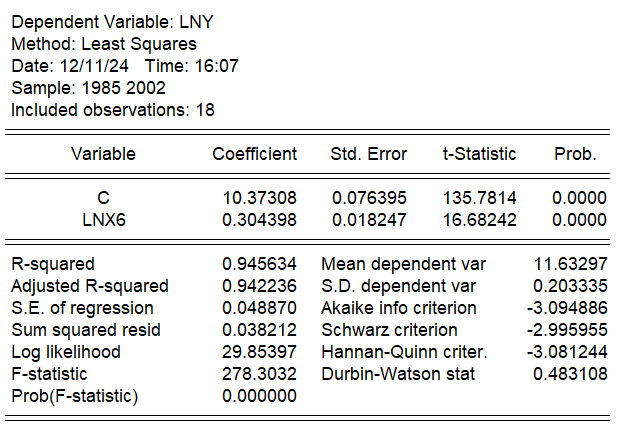 Dependent Variable: LNY
Method: Least Squares
Date: 12/11/24 Time: 16:07
Sample: 1985 2002
Included observations: 18
Variable Coefficient Std. Error t-Statistic Prob.
C 10.37308 0.076395 135.7814 0.0000
LNX6 0.304398 0.018247 16.68242 0.0000
R-squared 0.945634 Mean dependent var 11.63297
Adjusted R-squared 0.942236 S.D. dependent var 0.203335
S.E. of regression 0.048870 Akaike info criterion -3.094886
Sum squared resid 0.038212 Schwarz criterion -2.995955
Log likelihood 29.85397 Hannan-Quinn criter. -3.081244
F-statistic 278.3032 Durbin-Watson stat 0.483108
Prob(F-statistic) 0.000000